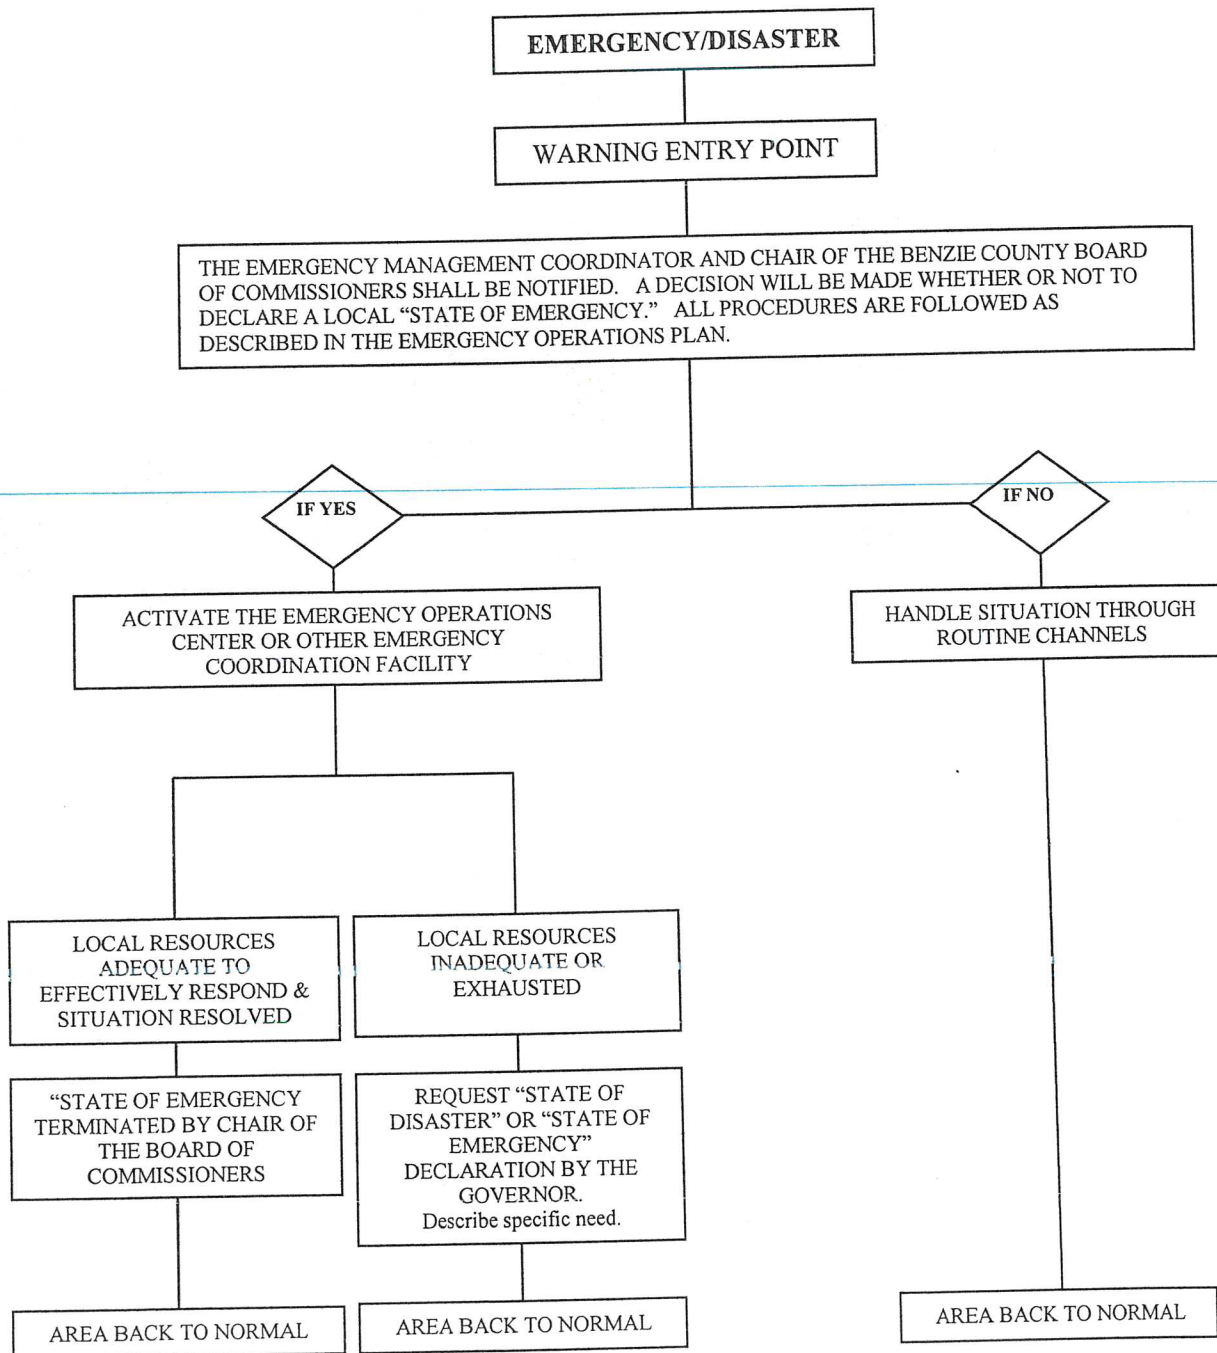 EMERGENCY/DISASTER
WARNING ENTRY POINT
THE EMERGENCY MANAGEMENT COORDINATOR AND CHAIR OF THE BENZIE COUNTY BOARD
OF COMMISSIONERS SHALL BE NOTIFIED. A DECISION WILL BE MADE WHETHER OR NOT TO
DECLARE A LOCAL “STATE OF EMERGENCY.” ALL PROCEDURES ARE FOLLOWED AS
DESCRIBED IN THE EMERGENCY OPERATIONS PLAN.
IF YES
IF NO
ACTIVATE THE EMERGENCY OPERATIONS
CENTER OR OTHER EMERGENCY
COORDINATION FACILITY
HANDLE SITUATION THROUGH
ROUTINE CHANNELS
LOCAL RESOURCES
ADEQUATE TO
EFFECTIVELY RESPOND &
SITUATION RESOLVED
LOCAL RESOURCES
INADEQUATE OR
EXHAUSTED
“STATE OF EMERGENCY
TERMINATED BY CHAIR OF
THE BOARD OF
COMMISSIONERS
REQUEST “STATE OF
DISASTER” OR “STATE OF
EMERGENCY”
DECLARATION BY THE
GOVERNOR.
Describe specific need.
AREA BACK TO NORMAL
AREA BACK TO NORMAL
AREA BACK TO NORMAL